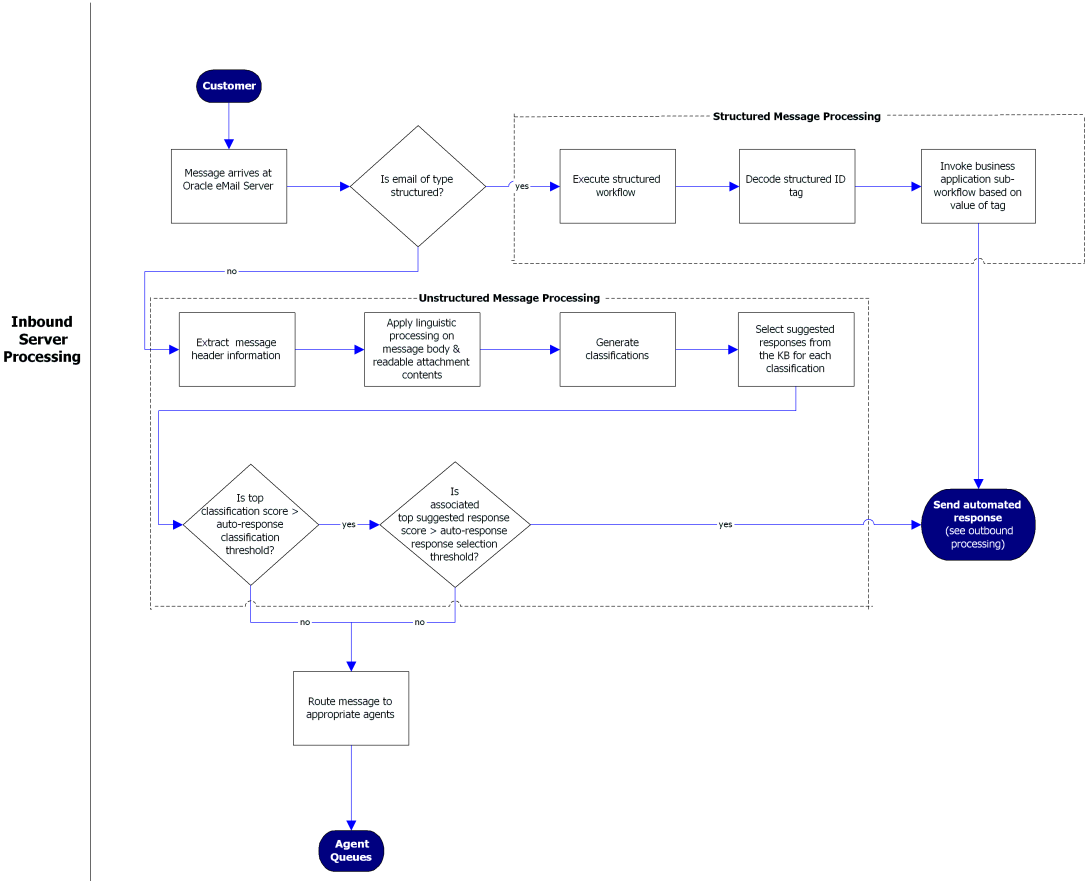 Customer
Structured Message Processing
Message arrives at
Oracle eMail Server
Is email of type
structured?
yes
Execute structured
workflow
Decode structured ID
tag
Invoke business
application sub-
workflow based on
value of tag
no
Unstructured Message Processing
Inbound
Server
Processing
Extract message
header information
Apply linguistic
processing on
message body &
readable attachment
contents
Generate
classifications
Select suggested
responses from
the KB for each
classification
Is top
classification score >
auto-response
classification
threshold?
yes
Is
associated
top suggested response
score > auto-response
response selection
threshold?
yes
Send automated
response
(see outbound
processing)
no
no
Route message to
appropriate agents
Agent
Queues